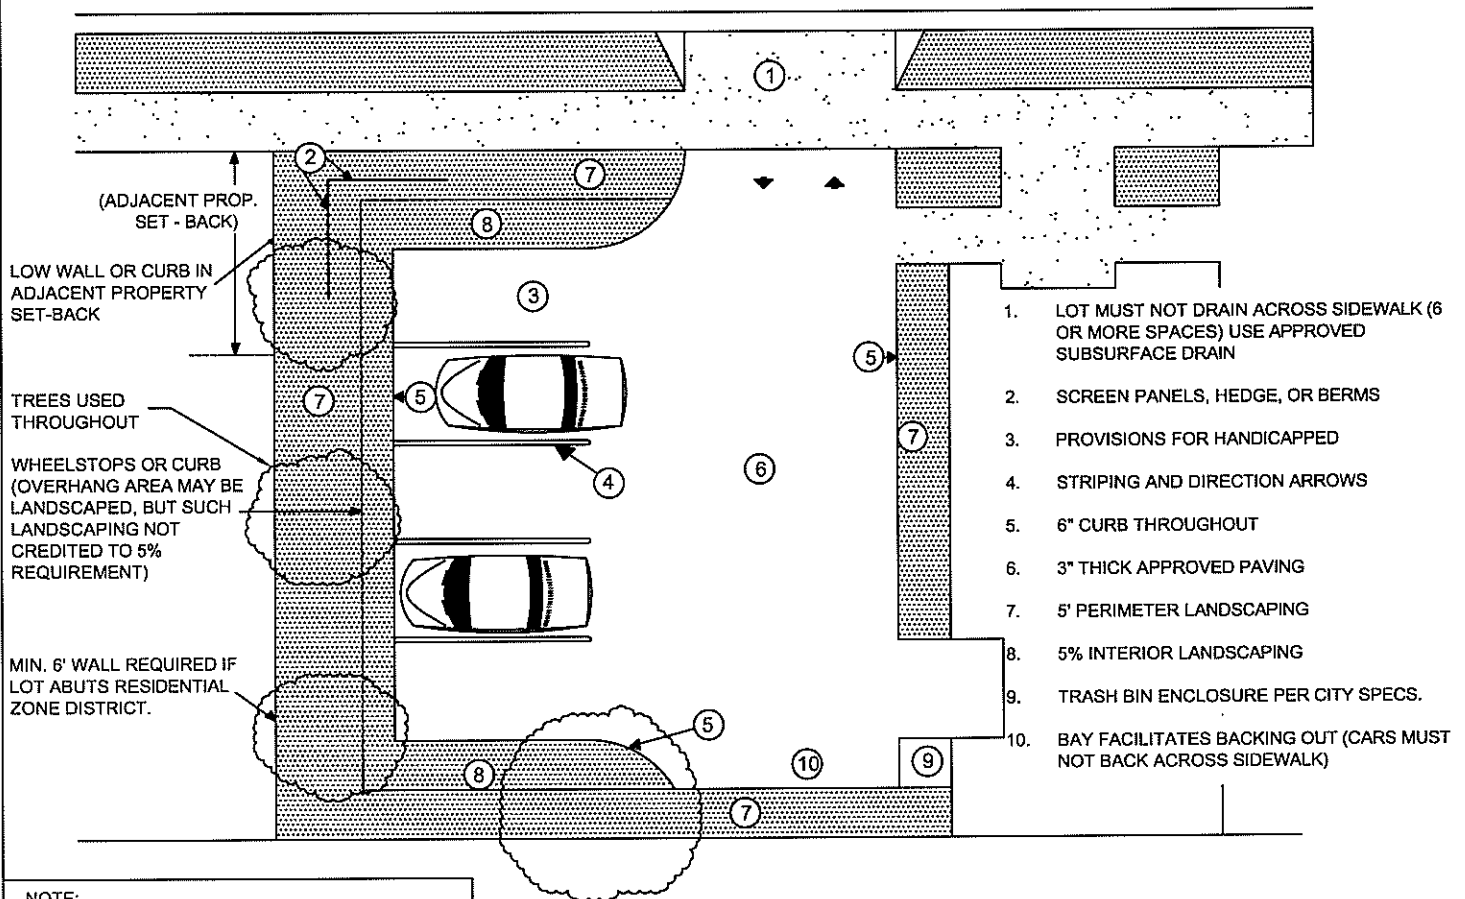 1
2
7
(ADJACENT PROP.
SET - BACK)
8
LOW WALL OR CURB IN
ADJACENT PROPERTY
SET-BACK
3
1. LOT MUST NOT DRAIN ACROSS SIDEWALK (6
OR MORE SPACES) USE APPROVED
SUBSURFACE DRAIN
5
TREES USED
THROUGHOUT
7
5
2. SCREEN PANELS, HEDGE, OR BERMS
7
3. PROVISIONS FOR HANDICAPPED
WHEELSTOPS OR CURB
(OVERHANG AREA MAY BE
LANDSCAPED, BUT SUCH
LANDSCAPING NOT
CREDITED TO 5%
REQUIREMENT)
6
4
4. STRIPING AND DIRECTION ARROWS
5. 6" CURB THROUGHOUT
6. 3" THICK APPROVED PAVING
7. 5' PERIMETER LANDSCAPING
MIN. 6' WALL REQUIRED IF
LOT ABUTS RESIDENTIAL
ZONE DISTRICT.
8. 5% INTERIOR LANDSCAPING
9. TRASH BIN ENCLOSURE PER CITY SPECS.
5
10. BAY FACILITATES BACKING OUT (CARS MUST
NOT BACK ACROSS SIDEWALK)
8
10
9
7
NOTE: